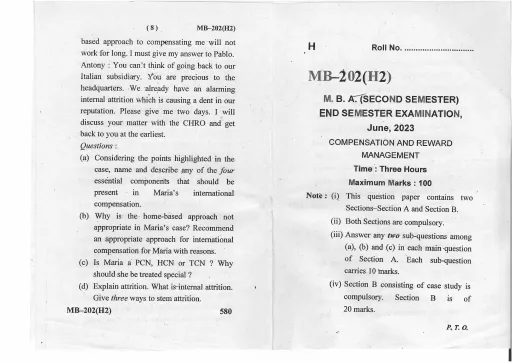 ( 8 ) MB–202(H2)
based approach to compensating me will not
work for long. I must give my answer to Pablo.
Antony : You can't think of going back to our
Italian subsidiary. You are precious to the
headquarters. We already have an alarming
internal attrition which is causing a dent in our
reputation. Please give me two days. I will
discuss your matter with the CHRO and get
back to you at the earliest.
Questions :
(a) Considering the points highlighted in the
case, name and describe any of the four
essential components that should be
present in Maria's international
compensation.
(b) Why is the home-based approach not
appropriate in Maria's case? Recommend
an appropriate approach for international
compensation for Maria with reasons.
(c) Is Maria a PCN, HCN or TCN ? Why
should she be treated special ?
(d) Explain attrition. What is internal attrition.
Give three ways to stem attrition.
MB–202(H2) 580
H Roll No. ..............................
MB–202(H2)
M. B. A. (SECOND SEMESTER)
END SEMESTER EXAMINATION,
June, 2023
COMPENSATION AND REWARD
MANAGEMENT
Time : Three Hours
Maximum Marks : 100
Note : (i) This question paper contains two
Sections–Section A and Section B.
(ii) Both Sections are compulsory.
(iii) Answer any two sub-questions among
(a), (b) and (c) in each main question
of Section A. Each sub-question
carries 10 marks.
(iv) Section B consisting of case study is
compulsory. Section B is of
20 marks.
P. T. O.